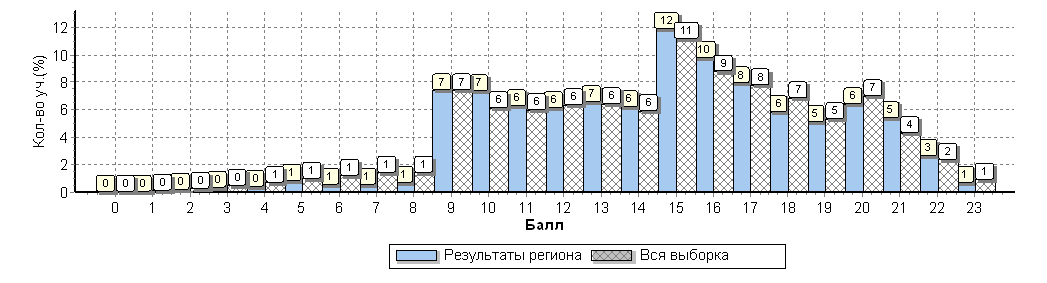 Кол-во уч.(%)
12
10
8
6
4
2
0
0 0 0 0 0 0 0 0 0 1 1 1 1 1 1 1 1 1 7 7 7 6 6 6 6 6 7 6 6 6 12 11 10 9 8 8 6 7 5 5 6 7 5 4 3 2 1 1
0 1 2 3 4 5 6 7 8 9 10 11 12 13 14 15 16 17 18 19 20 21 22 23
Балл
Результаты региона Вся выборка